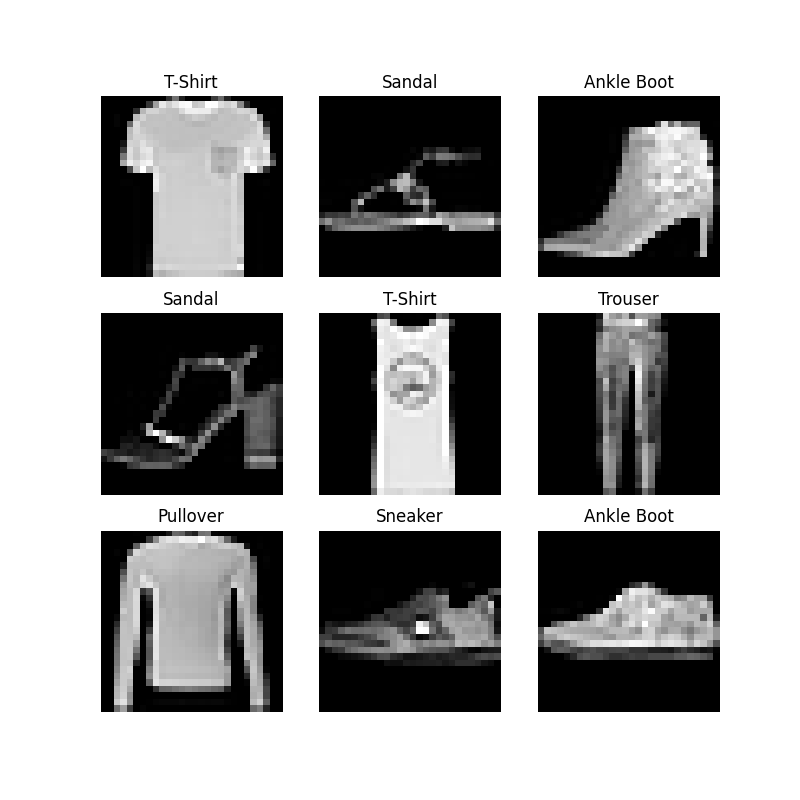 T-Shirt
Sandal
Ankle Boot
Sandal
T-Shirt
Trouser
Pullover
Sneaker
Ankle Boot